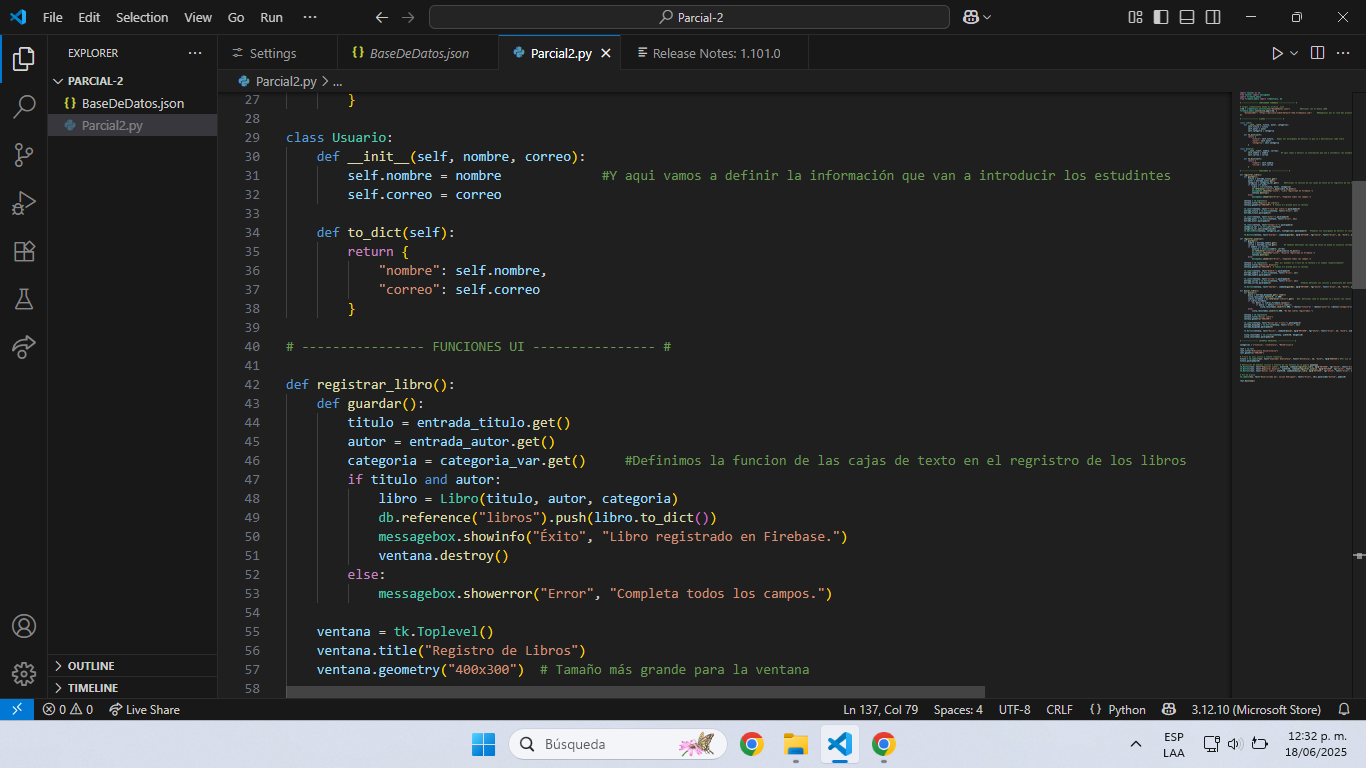 File Edit Selection View Go Run ··· Parcial-2
EXPLORER ···
Settings BaseDeDatos.json Parcial2.py Release Notes: 1.101.0
PARCIAL-2
Parcial2.py > ...
BaseDeDatos.json
Parcial2.py
27 }
28
29 class Usuario:
30 def __init__(self, nombre, correo):
31 self.nombre = nombre #Y aqui vamos a definir la información que van a introducir los estudintes
32 self.correo = correo
33
34 def to_dict(self):
35 return {
36 "nombre": self.nombre,
37 "correo": self.correo
38 }
39
40 # ---------------- FUNCIONES UI ---------------- #
41
42 def registrar_libro():
43 def guardar():
44 titulo = entrada_titulo.get()
45 autor = entrada_autor.get()
46 categoria = categoria_var.get() #Definimos la funcion de las cajas de texto en el regristro de los libros
47 if titulo and autor:
48 libro = Libro(titulo, autor, categoria)
49 db.reference("libros").push(libro.to_dict())
50 messagebox.showinfo("Éxito", "Libro registrado en Firebase.")
51 ventana.destroy()
52 else:
53 messagebox.showerror("Error", "Completa todos los campos.")
54
55 ventana = tk.Toplevel()
56 ventana.title("Registro de Libros")
57 ventana.geometry("400x300") # Tamaño más grande para la ventana
58
OUTLINE
TIMELINE
0 0 Live Share Ln 137, Col 79 Spaces: 4 UTF-8 CRLF {} Python 3.12.10 (Microsoft Store)
Búsqueda
ESP
LAA
12:32 p. m.
18/06/2025